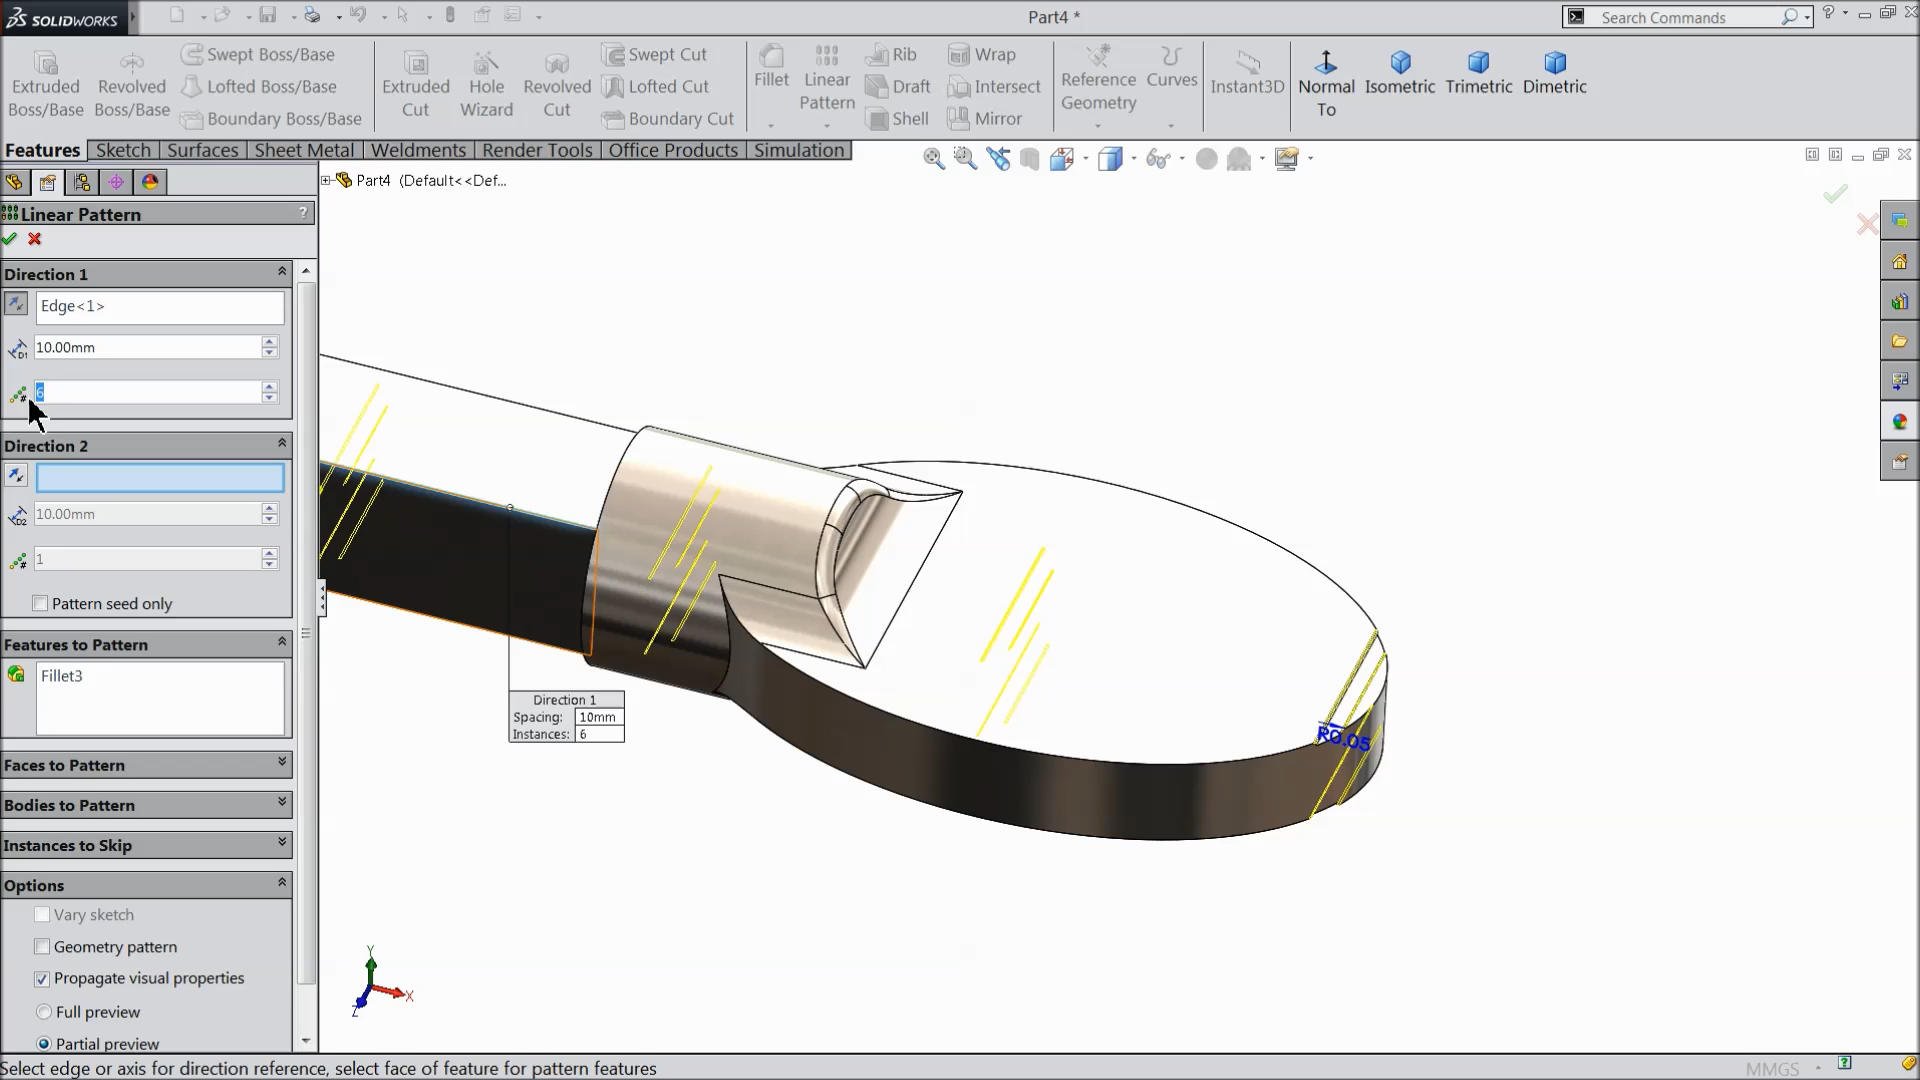 SOLIDWORKS
Part4 *
Search Commands
Extruded Boss/Base
Revolved Boss/Base
Swept Boss/Base
Lofted Boss/Base
Boundary Boss/Base
Extruded Cut
Hole Wizard
Revolved Cut
Swept Cut
Lofted Cut
Boundary Cut
Fillet
Linear Pattern
Rib
Draft
Shell
Wrap
Intersect
Mirror
Reference Geometry
Curves
Instant3D
Normal To
Isometric
Trimetric
Dimetric
Features
Sketch
Surfaces
Sheet Metal
Weldments
Render Tools
Office Products
Simulation
Part4 (Default<<Def...
Linear Pattern
?
Direction 1
Edge<1>
D1
10.00mm
#
6
Direction 2
D2
10.00mm
#
1
Pattern seed only
Features to Pattern
Fillet3
Faces to Pattern
Bodies to Pattern
Instances to Skip
Options
Vary sketch
Geometry pattern
Propagate visual properties
Full preview
Partial preview
Direction 1
Spacing: 10mm
Instances: 6
R0.05
Y
X
Z
Select edge or axis for direction reference, select face of feature for pattern features
MMGS